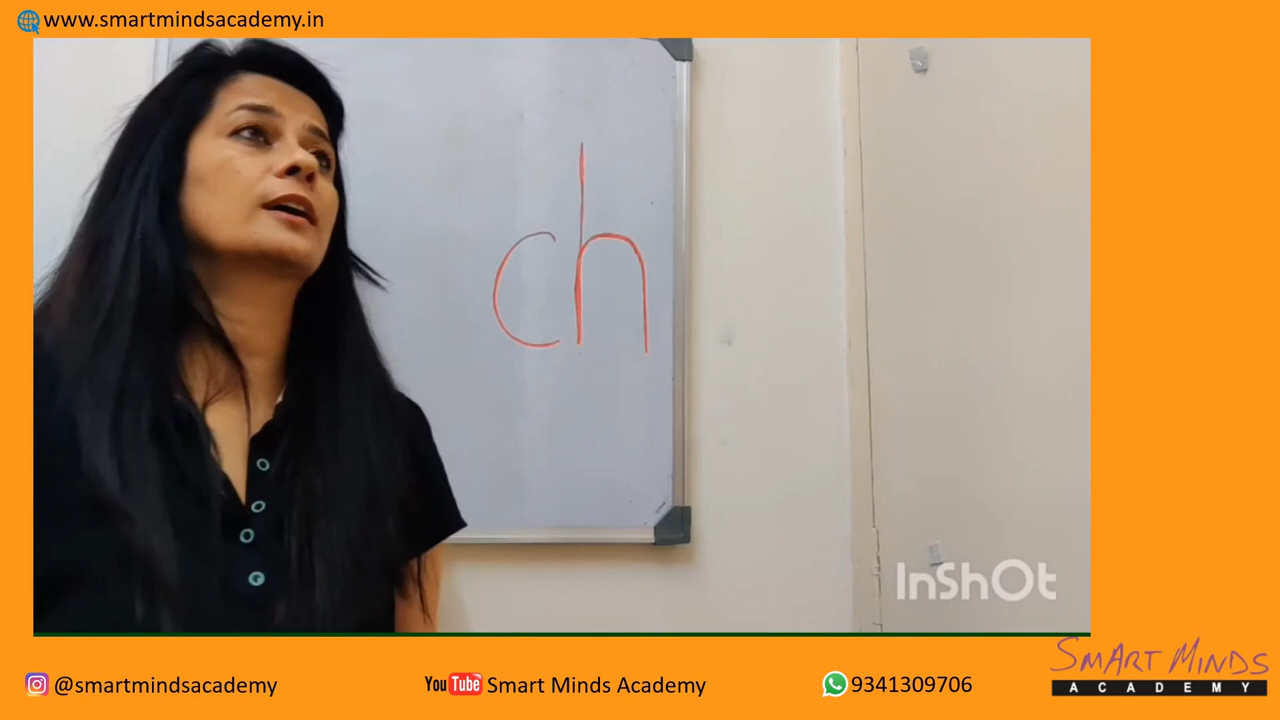 www.smartmindsacademy.in
ch
InShOt
@smartmindsacademy
YouTube Smart Minds Academy
9341309706
SMART MINDS
ACADEMY